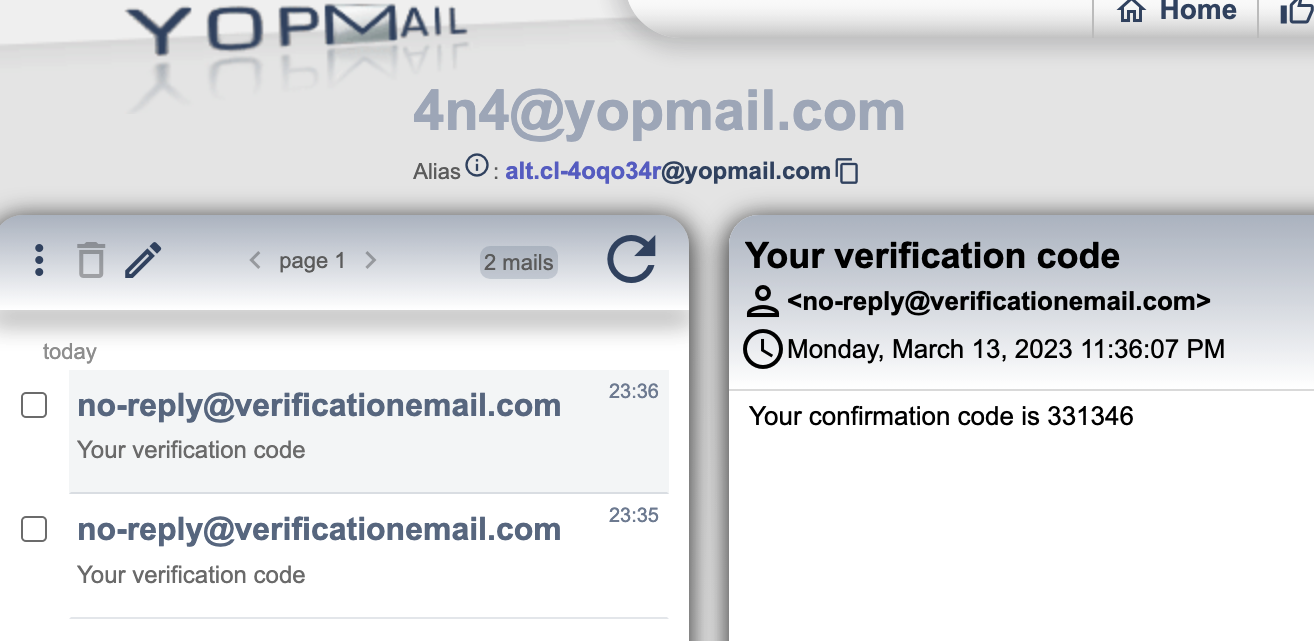 YOPMAIL
Home
4n4@yopmail.com
Alias : alt.cl-4oqo34r@yopmail.com
page 1
2 mails
today
no-reply@verificationemail.com 23:36
Your verification code
no-reply@verificationemail.com 23:35
Your verification code
Your verification code
<no-reply@verificationemail.com>
Monday, March 13, 2023 11:36:07 PM
Your confirmation code is 331346